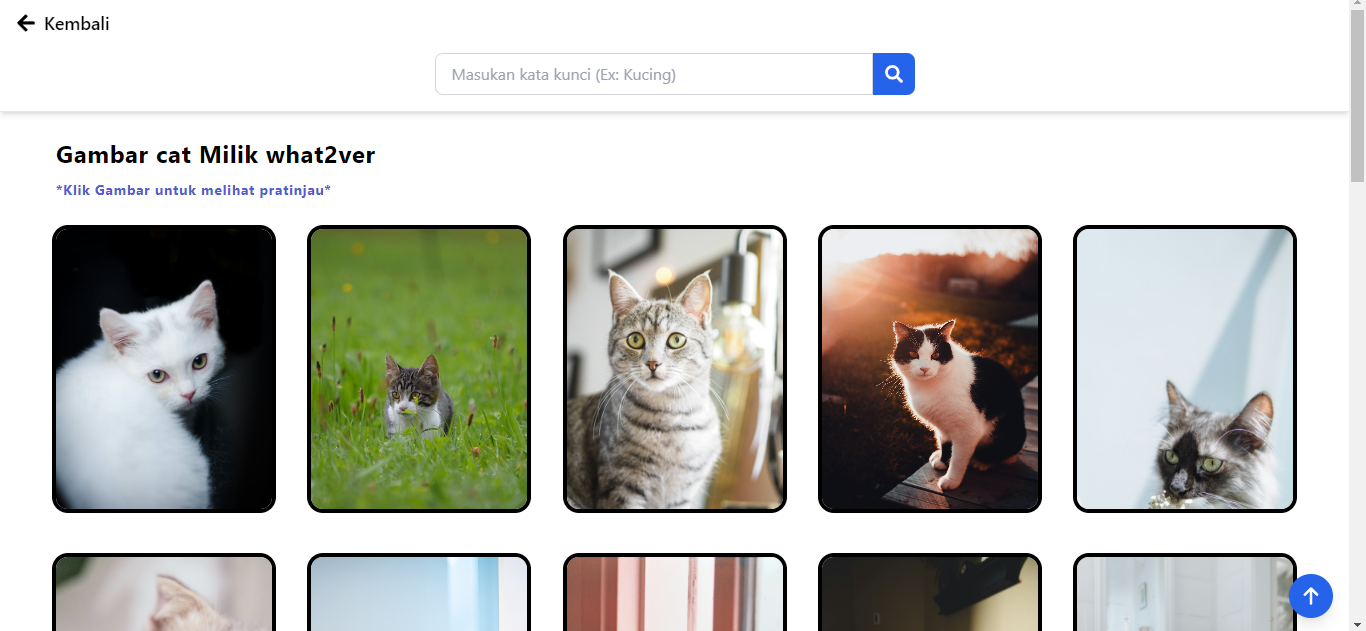 Kembali
Masukan kata kunci (Ex: Kucing)
Gambar cat Milik what2ver
*Klik Gambar untuk melihat pratinjau*